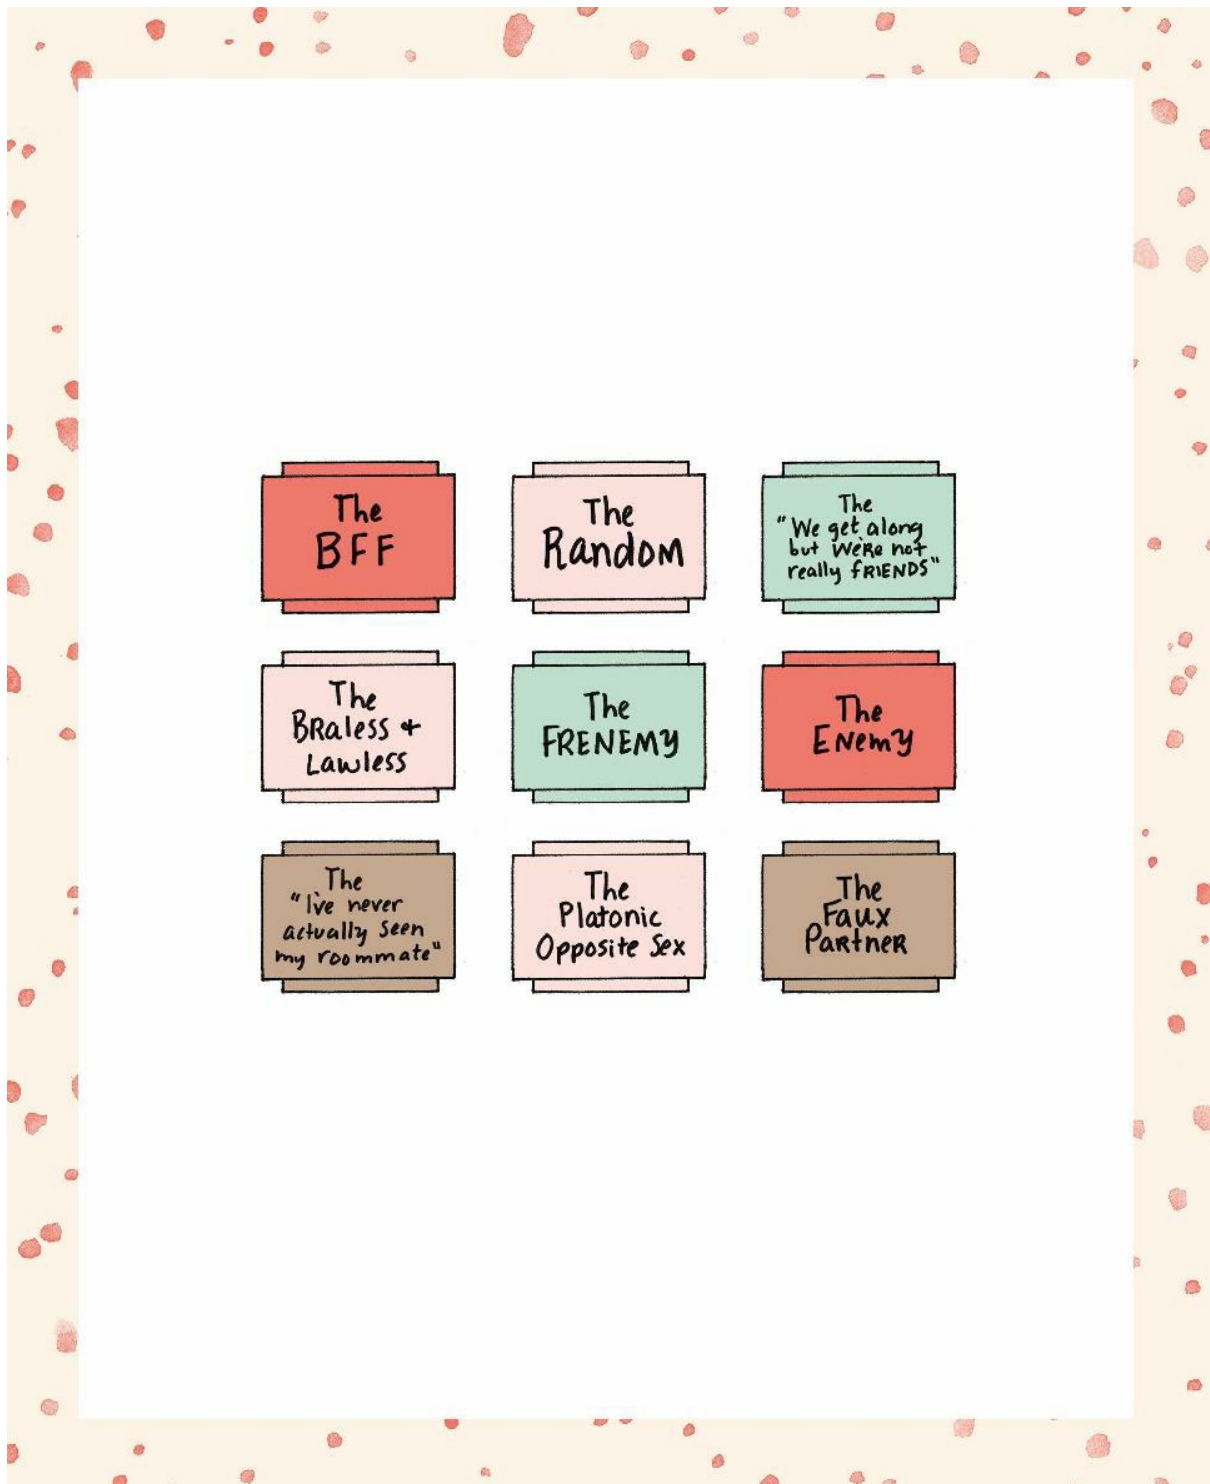 The
BFF
The
Random
The
"We get along
but we're not
really FRIENDS"
The
BRaless +
Lawless
The
FRENEMY
The
ENemy
The
"I've never
actually seen
my roommate"
The
Platonic
Opposite Sex
The
Faux
PaRtNeR